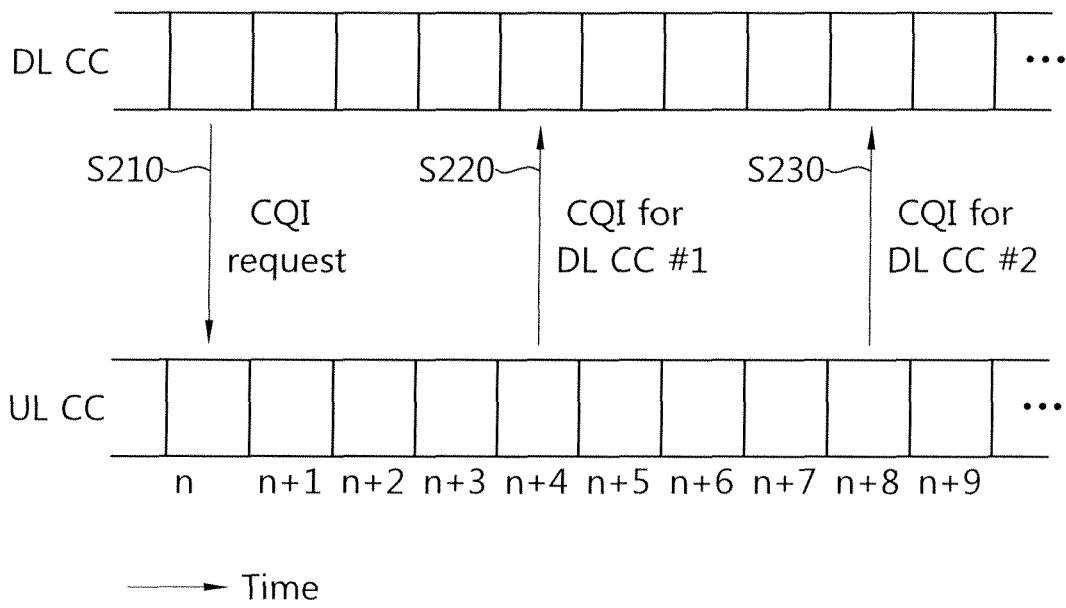 DL CC
...
S210
CQI
request
S220
CQI for
DL CC #1
S230
CQI for
DL CC #2
UL CC
...
n n+1 n+2 n+3 n+4 n+5 n+6 n+7 n+8 n+9
Time